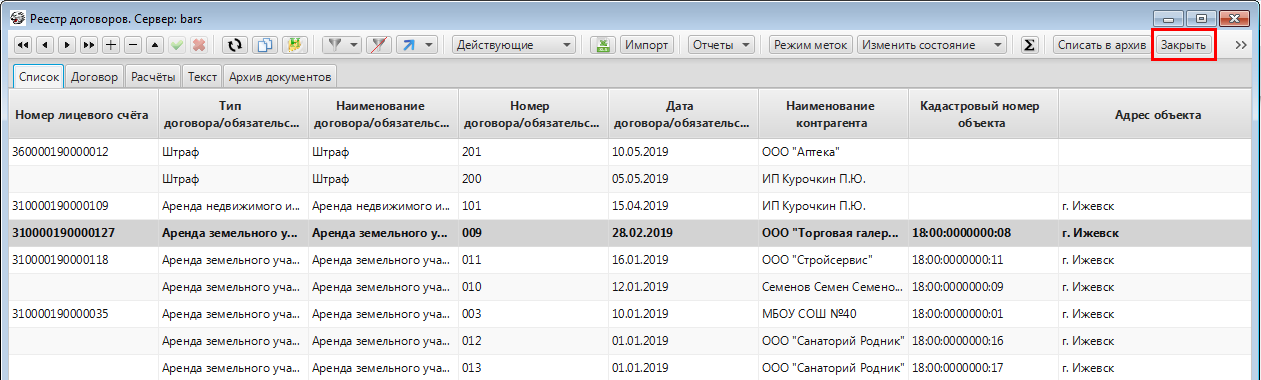 Реестр договоров. Сервер: bars
Действующие Импорт Отчеты Режим меток Изменить состояние Σ Списать в архив Закрыть
Список Договор Расчёты Текст Архив документов
Номер лицевого счёта Тип договора/обязательс... Наименование договора/обязательс... Номер договора/обязательс... Дата договора/обязательс... Наименование контрагента Кадастровый номер объекта Адрес объекта
360000190000012 Штраф Штраф 201 10.05.2019 ООО "Аптека"
Штраф Штраф 200 05.05.2019 ИП Курочкин П.Ю.
310000190000109 Аренда недвижимого и... Аренда недвижимого и... 101 15.04.2019 ИП Курочкин П.Ю. г. Ижевск
310000190000127 Аренда земельного у... Аренда земельного у... 009 28.02.2019 ООО "Торговая галер... 18:00:0000000:08 г. Ижевск
310000190000118 Аренда земельного уча... Аренда земельного уча... 011 16.01.2019 ООО "Стройсервис" 18:00:0000000:11 г. Ижевск
Аренда земельного уча... Аренда земельного уча... 010 12.01.2019 Семенов Семен Семено... 18:00:0000000:09 г. Ижевск
310000190000035 Аренда земельного уча... Аренда земельного уча... 003 10.01.2019 МБОУ СОШ №40 18:00:0000000:01 г. Ижевск
Аренда земельного уча... Аренда земельного уча... 012 01.01.2019 ООО "Санаторий Родник" 18:00:0000000:16 г. Ижевск
Аренда земельного уча... Аренда земельного уча... 013 01.01.2019 ООО "Санаторий Родник" 18:00:0000000:17 г. Ижевск